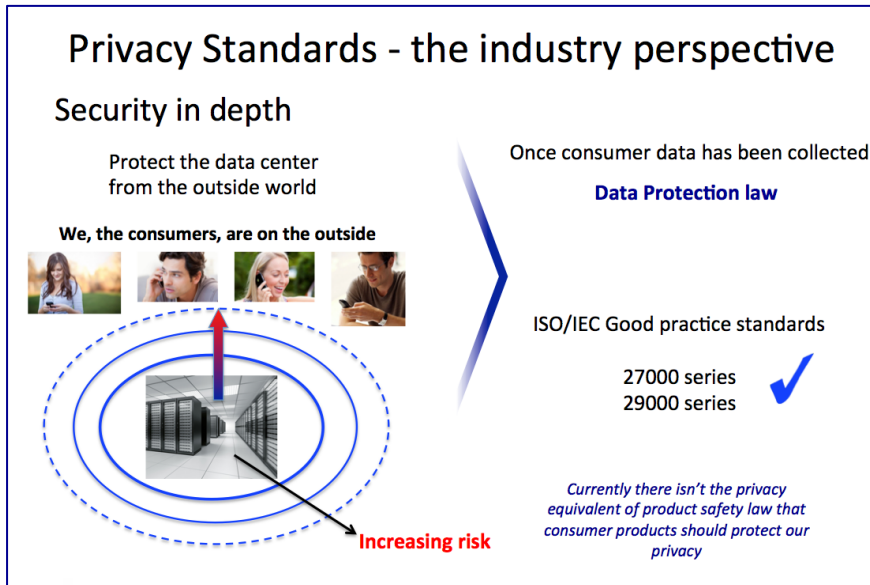 Privacy Standards - the industry perspective
Security in depth
Protect the data center
from the outside world
We, the consumers, are on the outside
Increasing risk
Once consumer data has been collected
Data Protection law
ISO/IEC Good practice standards
27000 series
29000 series
Currently there isn’t the privacy
equivalent of product safety law that
consumer products should protect our
privacy